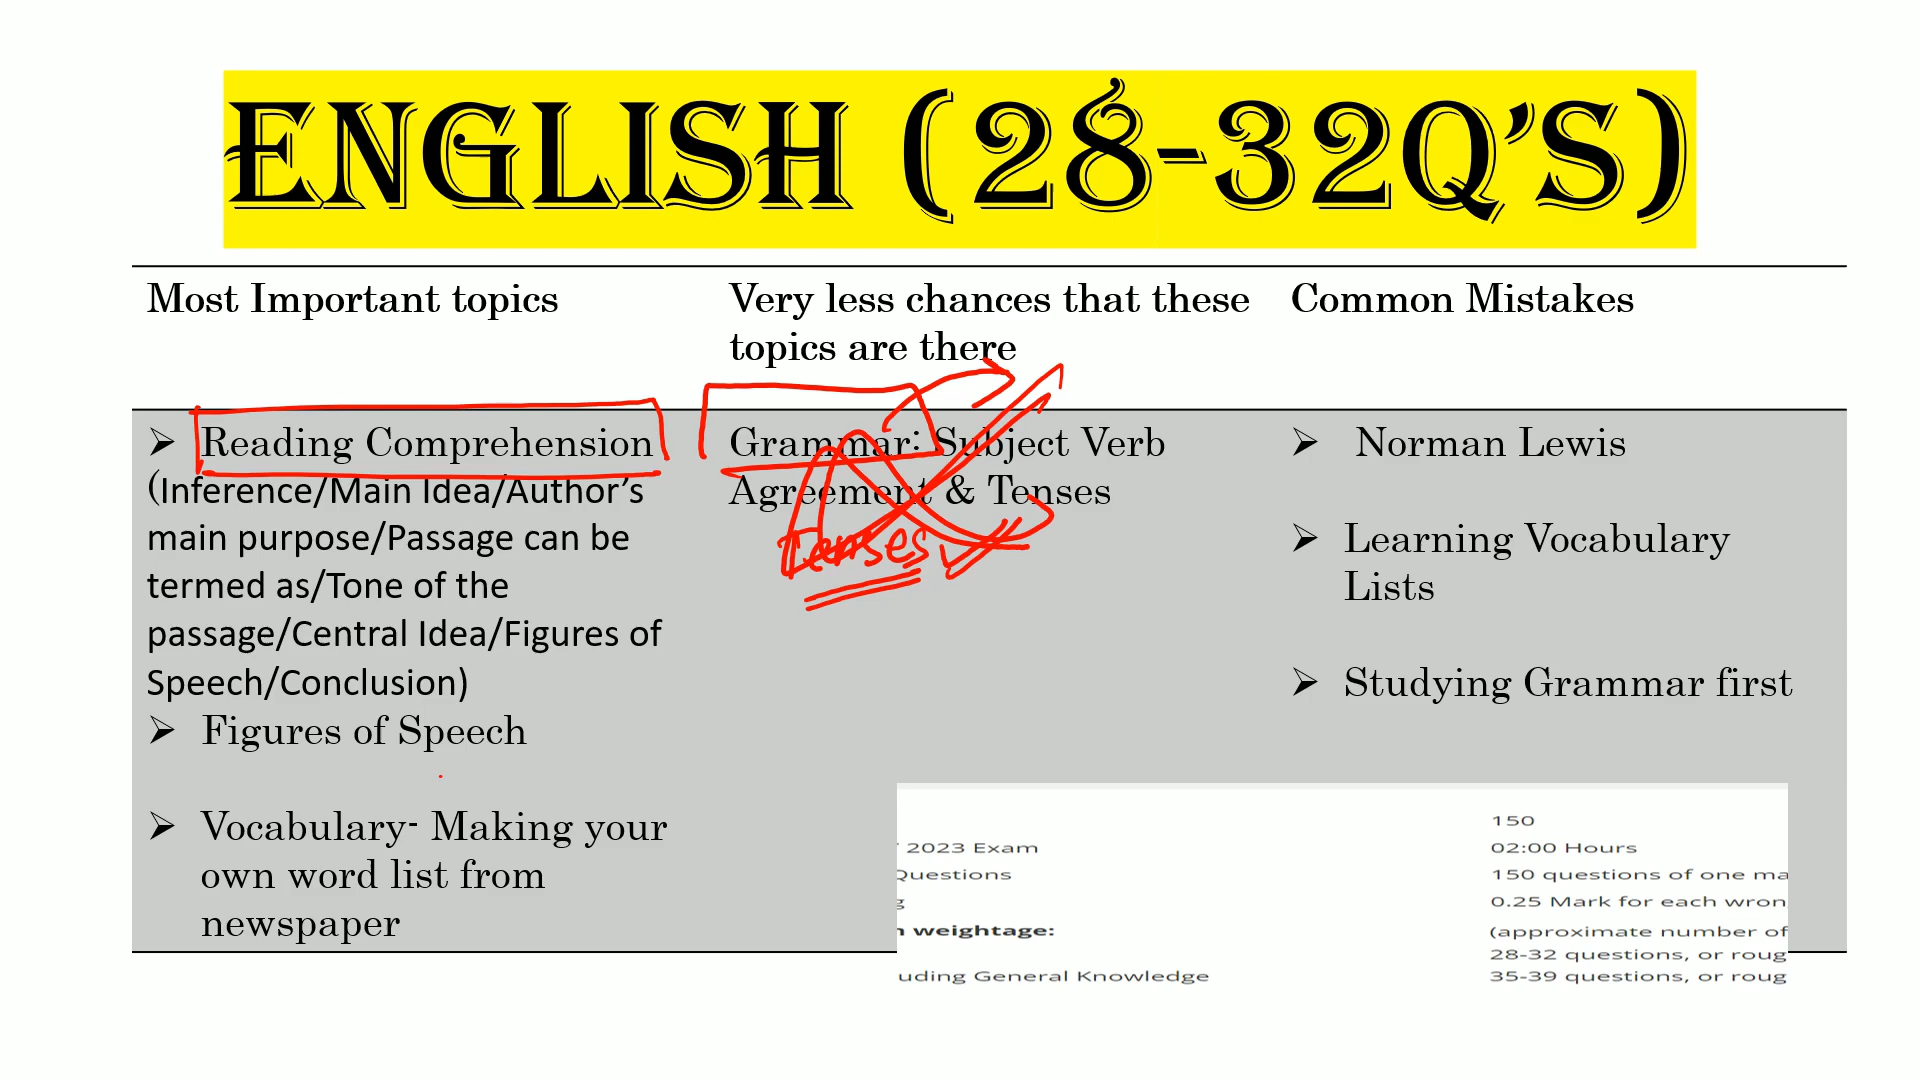 ENGLISH (28-32Q'S)
Most Important topics
Very less chances that these
topics are there
Common Mistakes
➢ Reading Comprehension
(Inference/Main Idea/Author's
main purpose/Passage can be
termed as/Tone of the
passage/Central Idea/Figures of
Speech/Conclusion)
➢ Figures of Speech
➢ Vocabulary- Making your
own word list from
newspaper
Grammar: Subject Verb
Agreement & Tenses
Tenses
➢ Norman Lewis
➢ Learning Vocabulary
Lists
➢ Studying Grammar first
150
2023 Exam 02:00 Hours
Questions 150 questions of one ma
g 0.25 Mark for each wron
n weightage: (approximate number of
28-32 questions, or roug
uding General Knowledge 35-39 questions, or roug